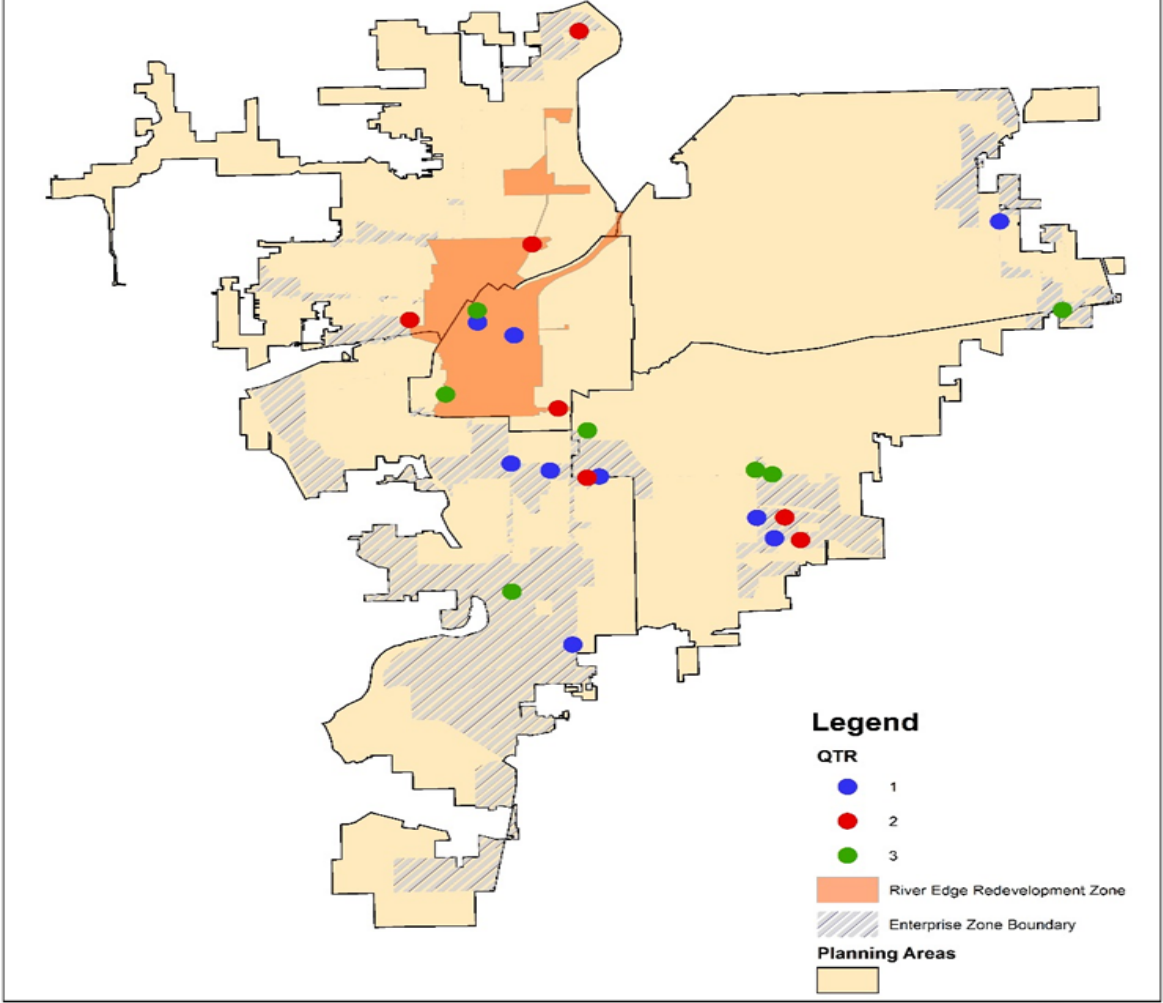 Legend
QTR
1
2
3
River Edge Redevelopment Zone
Enterprise Zone Boundary
Planning Areas